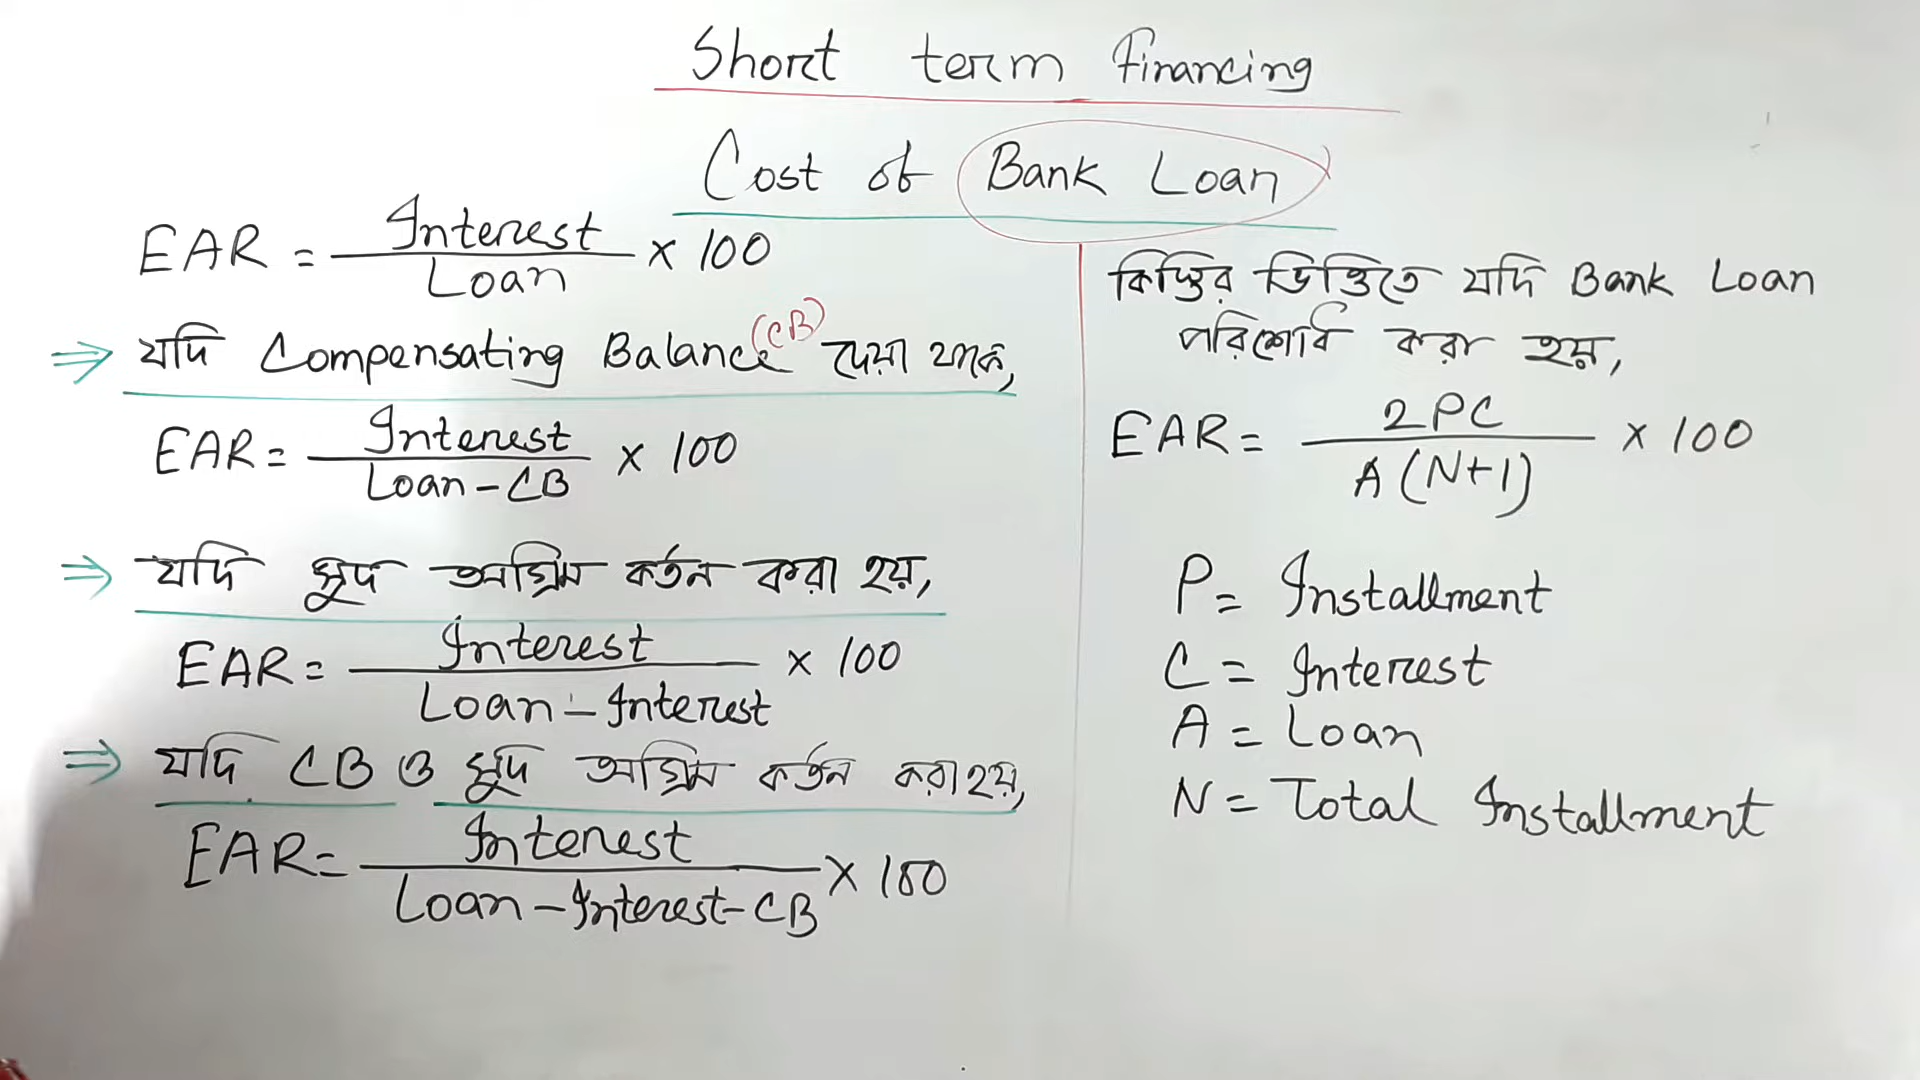 Short term Financing
Cost of Bank Loan
EAR = Interest / Loan × 100
⇒ যদি Compensating Balance (CB) দেয়া থাকে,
EAR = Interest / Loan - CB × 100
⇒ যদি সুদ অগ্রিম কর্তন করা হয়,
EAR = Interest / Loan - Interest × 100
⇒ যদি CB ও সুদ অগ্রিম কর্তন করা হয়,
EAR = Interest / Loan - Interest - CB × 100
কিস্তির ভিত্তিতে যদি Bank Loan
পরিশোধ করা হয়,
EAR = 2PC / A (N+1) × 100
P = Installment
C = Interest
A = Loan
N = Total Installment